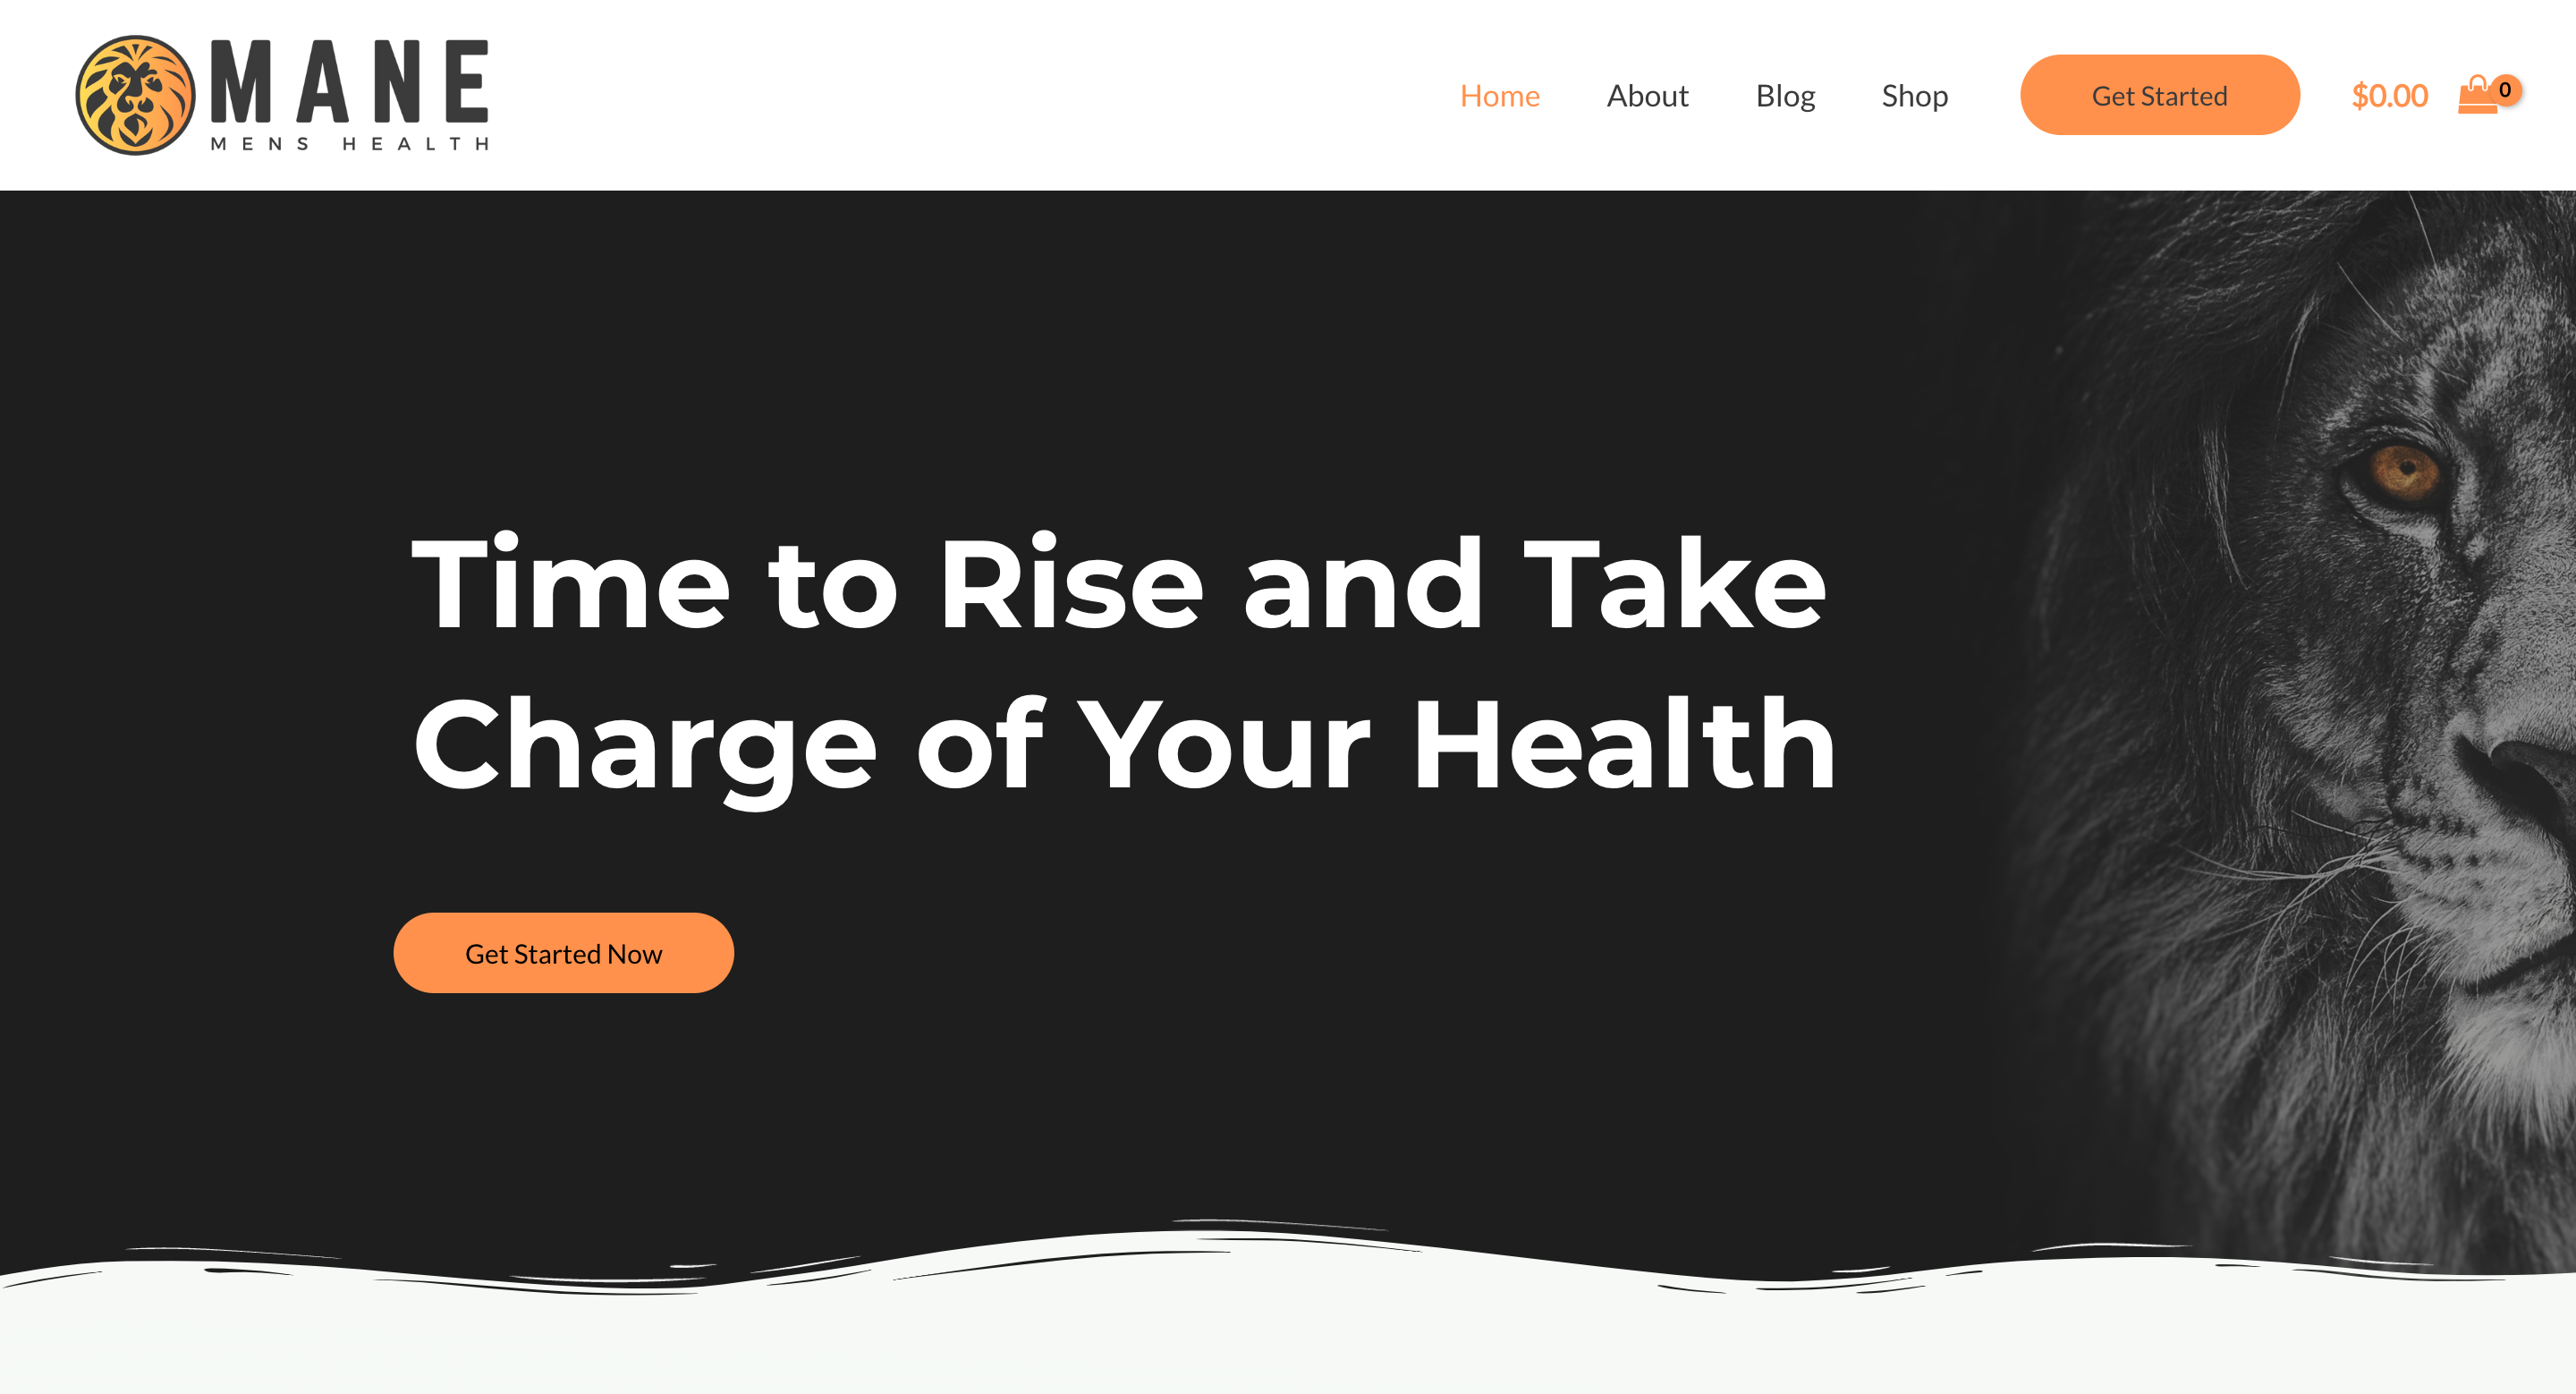 MANE
MENS HEALTH
Home About Blog Shop Get Started $0.00 0
Time to Rise and Take
Charge of Your Health
Get Started Now